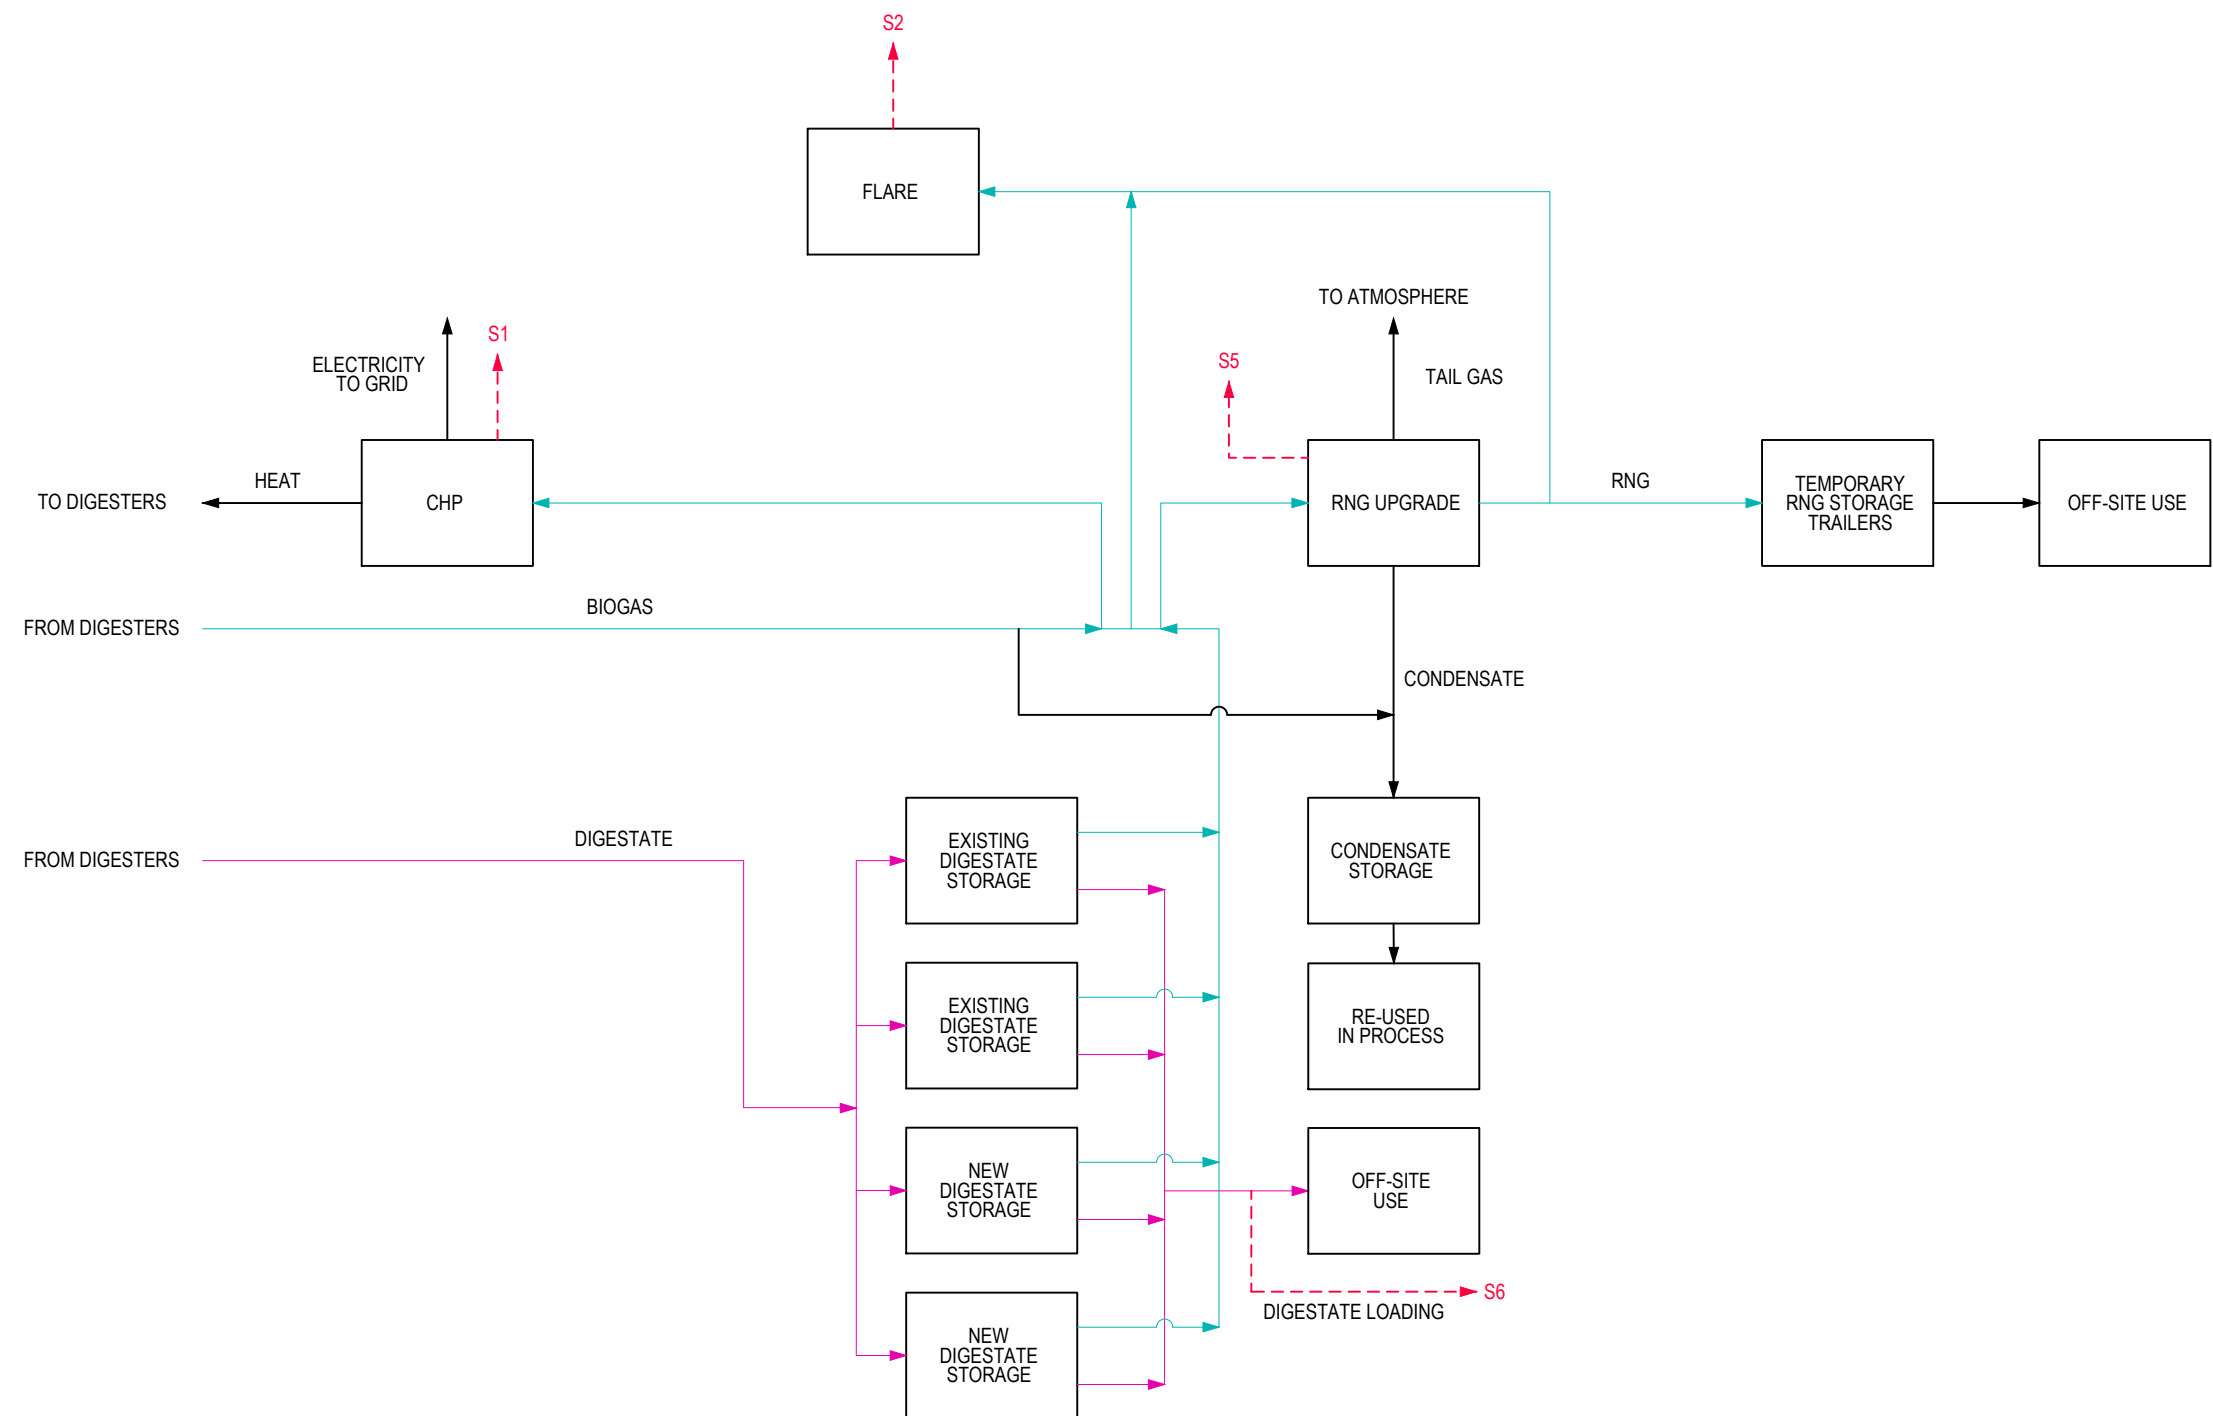 S2
FLARE
TO ATMOSPHERE
TAIL GAS
S1
ELECTRICITY
TO GRID
S5
TO DIGESTERS
HEAT
CHP
RNG UPGRADE
RNG
TEMPORARY
RNG STORAGE
TRAILERS
OFF-SITE USE
FROM DIGESTERS
BIOGAS
CONDENSATE
FROM DIGESTERS
DIGESTATE
EXISTING
DIGESTATE
STORAGE
CONDENSATE
STORAGE
EXISTING
DIGESTATE
STORAGE
RE-USED
IN PROCESS
NEW
DIGESTATE
STORAGE
OFF-SITE
USE
S6
DIGESTATE LOADING
NEW
DIGESTATE
STORAGE